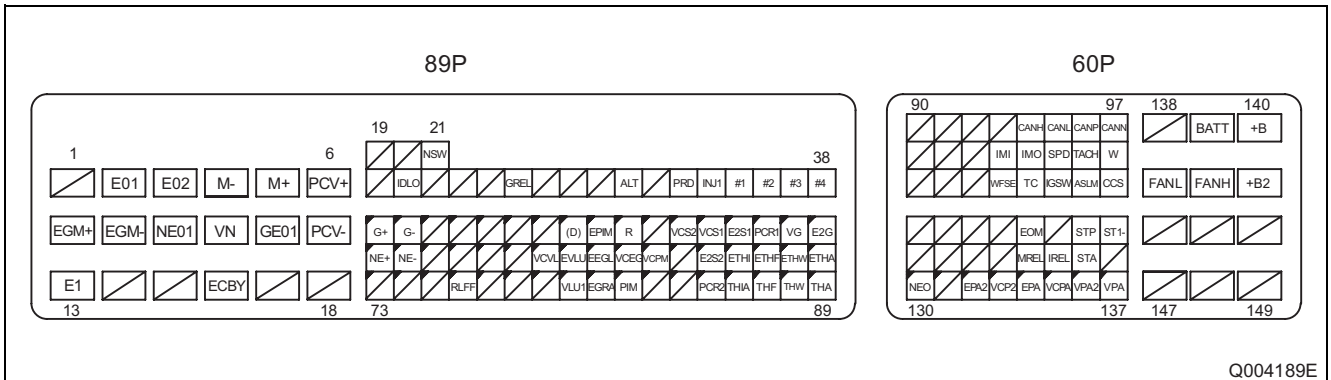 89P 60P
90 97 138 140
CANH CANL CANP CANN BATT +B
19 21
NSW IMI IMO SPD TACH W
1 6 38
E01 E02 M- M+ PCV+ IDLO GREL ALT PRD INJ1 #1 #2 #3 #4 WFSE TC IGSW ASLM CCS FANL FANH +B2
EGM+ EGM- NE01 VN GE01 PCV- G+ G- (D) EPIM R VCS2 VCS1 E2S1 PCR1 VG E2G EOM STP ST1-
NE+ NE- VCVL EVLU EEGL VCEG VCPM E2S2 ETHI ETHF ETHW ETHA MREL IREL STA
E1 ECBY RLFF VLU1 EGRA PIM PCR2 THIA THF THW THA NEO EPA2 VCP2 EPA VCPA VPA2 VPA
13 18 73 89 130 137 147 149
Q004189E